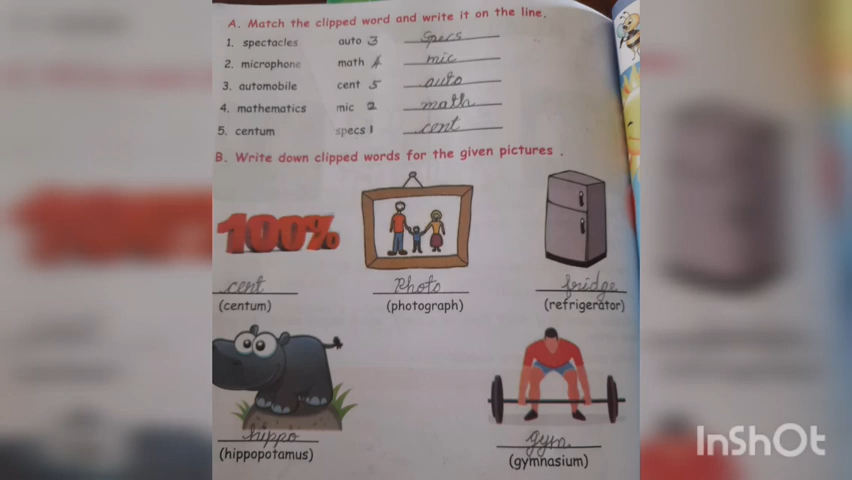 A. Match the clipped word and write it on the line.
1. spectacles auto 3 Specs
2. microphone math 4 mic
3. automobile cent 5 auto
4. mathematics mic 2 math
5. centum specs 1 cent
B. Write down clipped words for the given pictures .
100%
cent Photo fridge
(centum) (photograph) (refrigerator)
hippo gym
(hippopotamus) (gymnasium)
InShOt